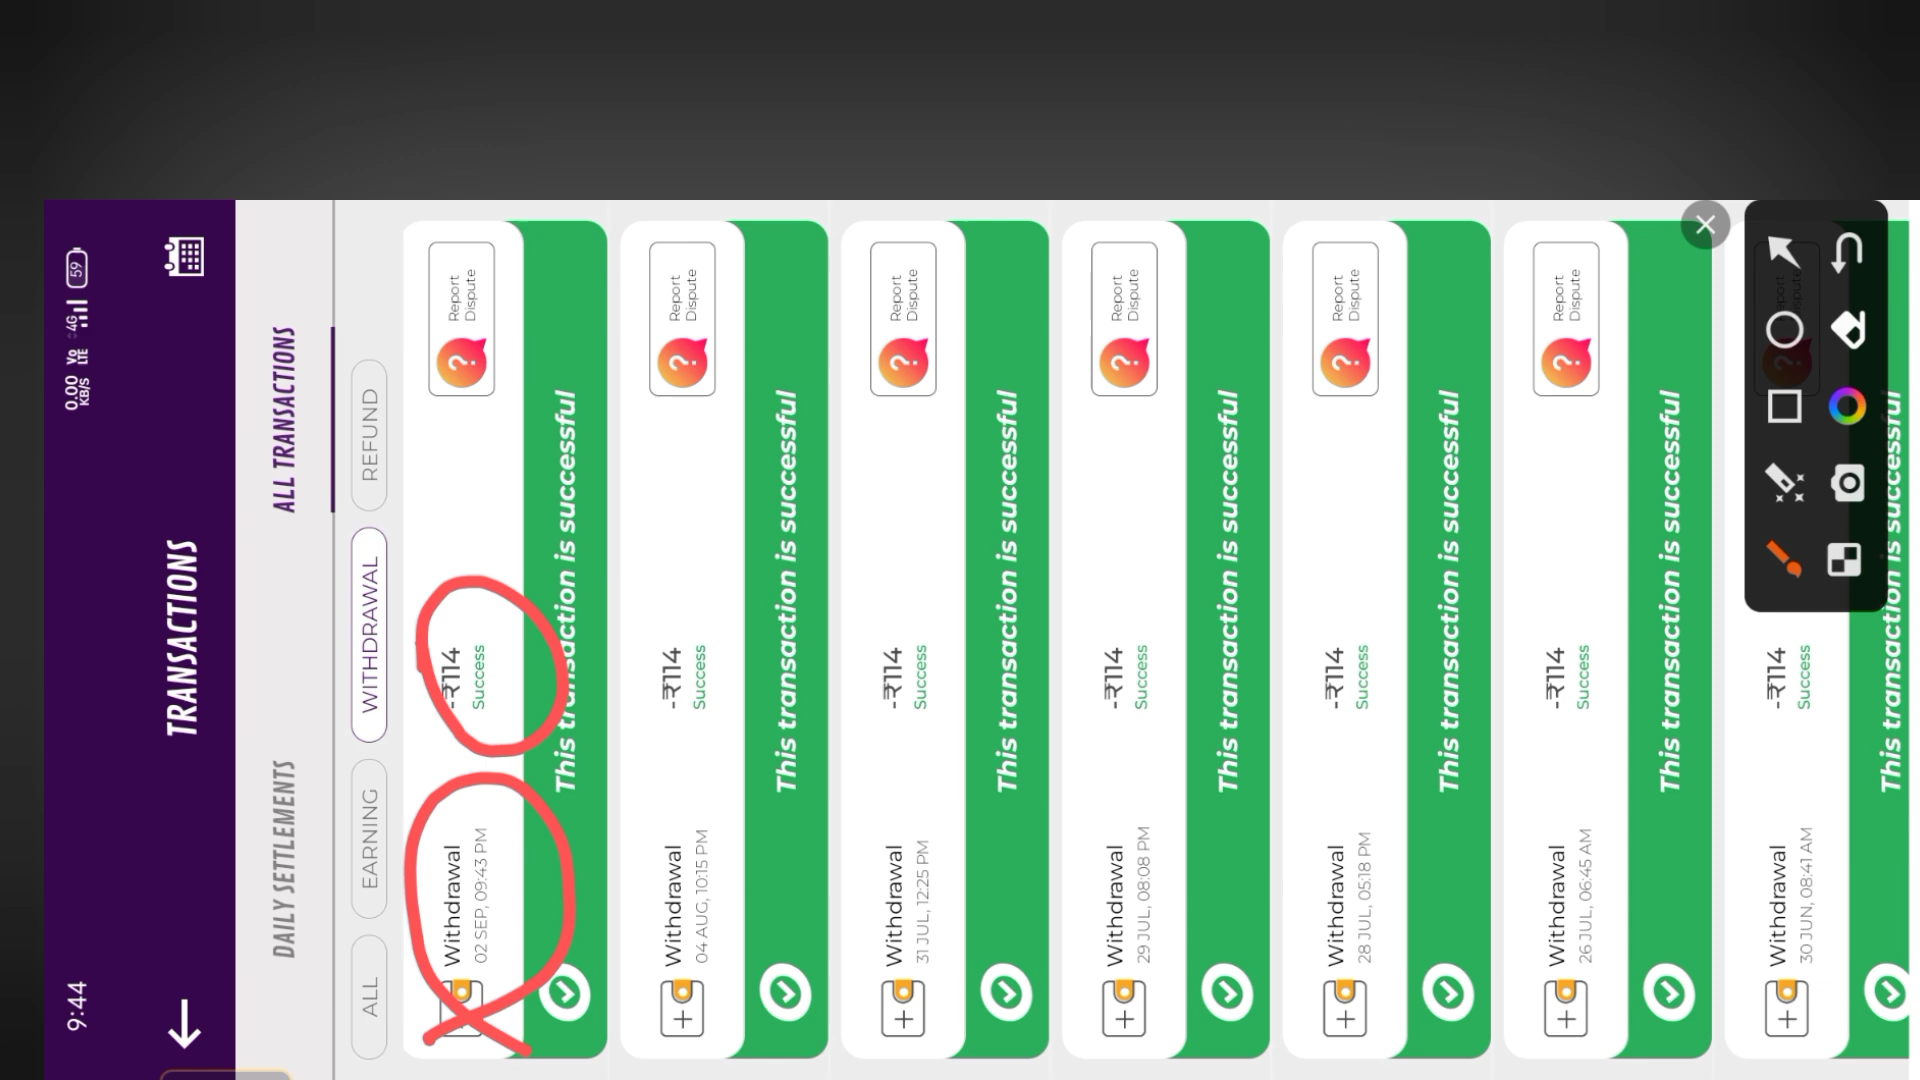 9:44
0.00 KB/S Vo LTE 4G 59
TRANSACTIONS
DAILY SETTLEMENTS
ALL TRANSACTIONS
ALL
EARNING
WITHDRAWAL
REFUND
Withdrawal
02 SEP, 09:43 PM
-₹114
Success
Report
Dispute
This transaction is successful
Withdrawal
04 AUG, 10:15 PM
-₹114
Success
Report
Dispute
This transaction is successful
Withdrawal
31 JUL, 12:25 PM
-₹114
Success
Report
Dispute
This transaction is successful
Withdrawal
29 JUL, 08:08 PM
-₹114
Success
Report
Dispute
This transaction is successful
Withdrawal
28 JUL, 05:18 PM
-₹114
Success
Report
Dispute
This transaction is successful
Withdrawal
26 JUL, 06:45 AM
-₹114
Success
Report
Dispute
This transaction is successful
Withdrawal
30 JUN, 08:41 AM
-₹114
Success
Report
Dispute
This transaction is successful